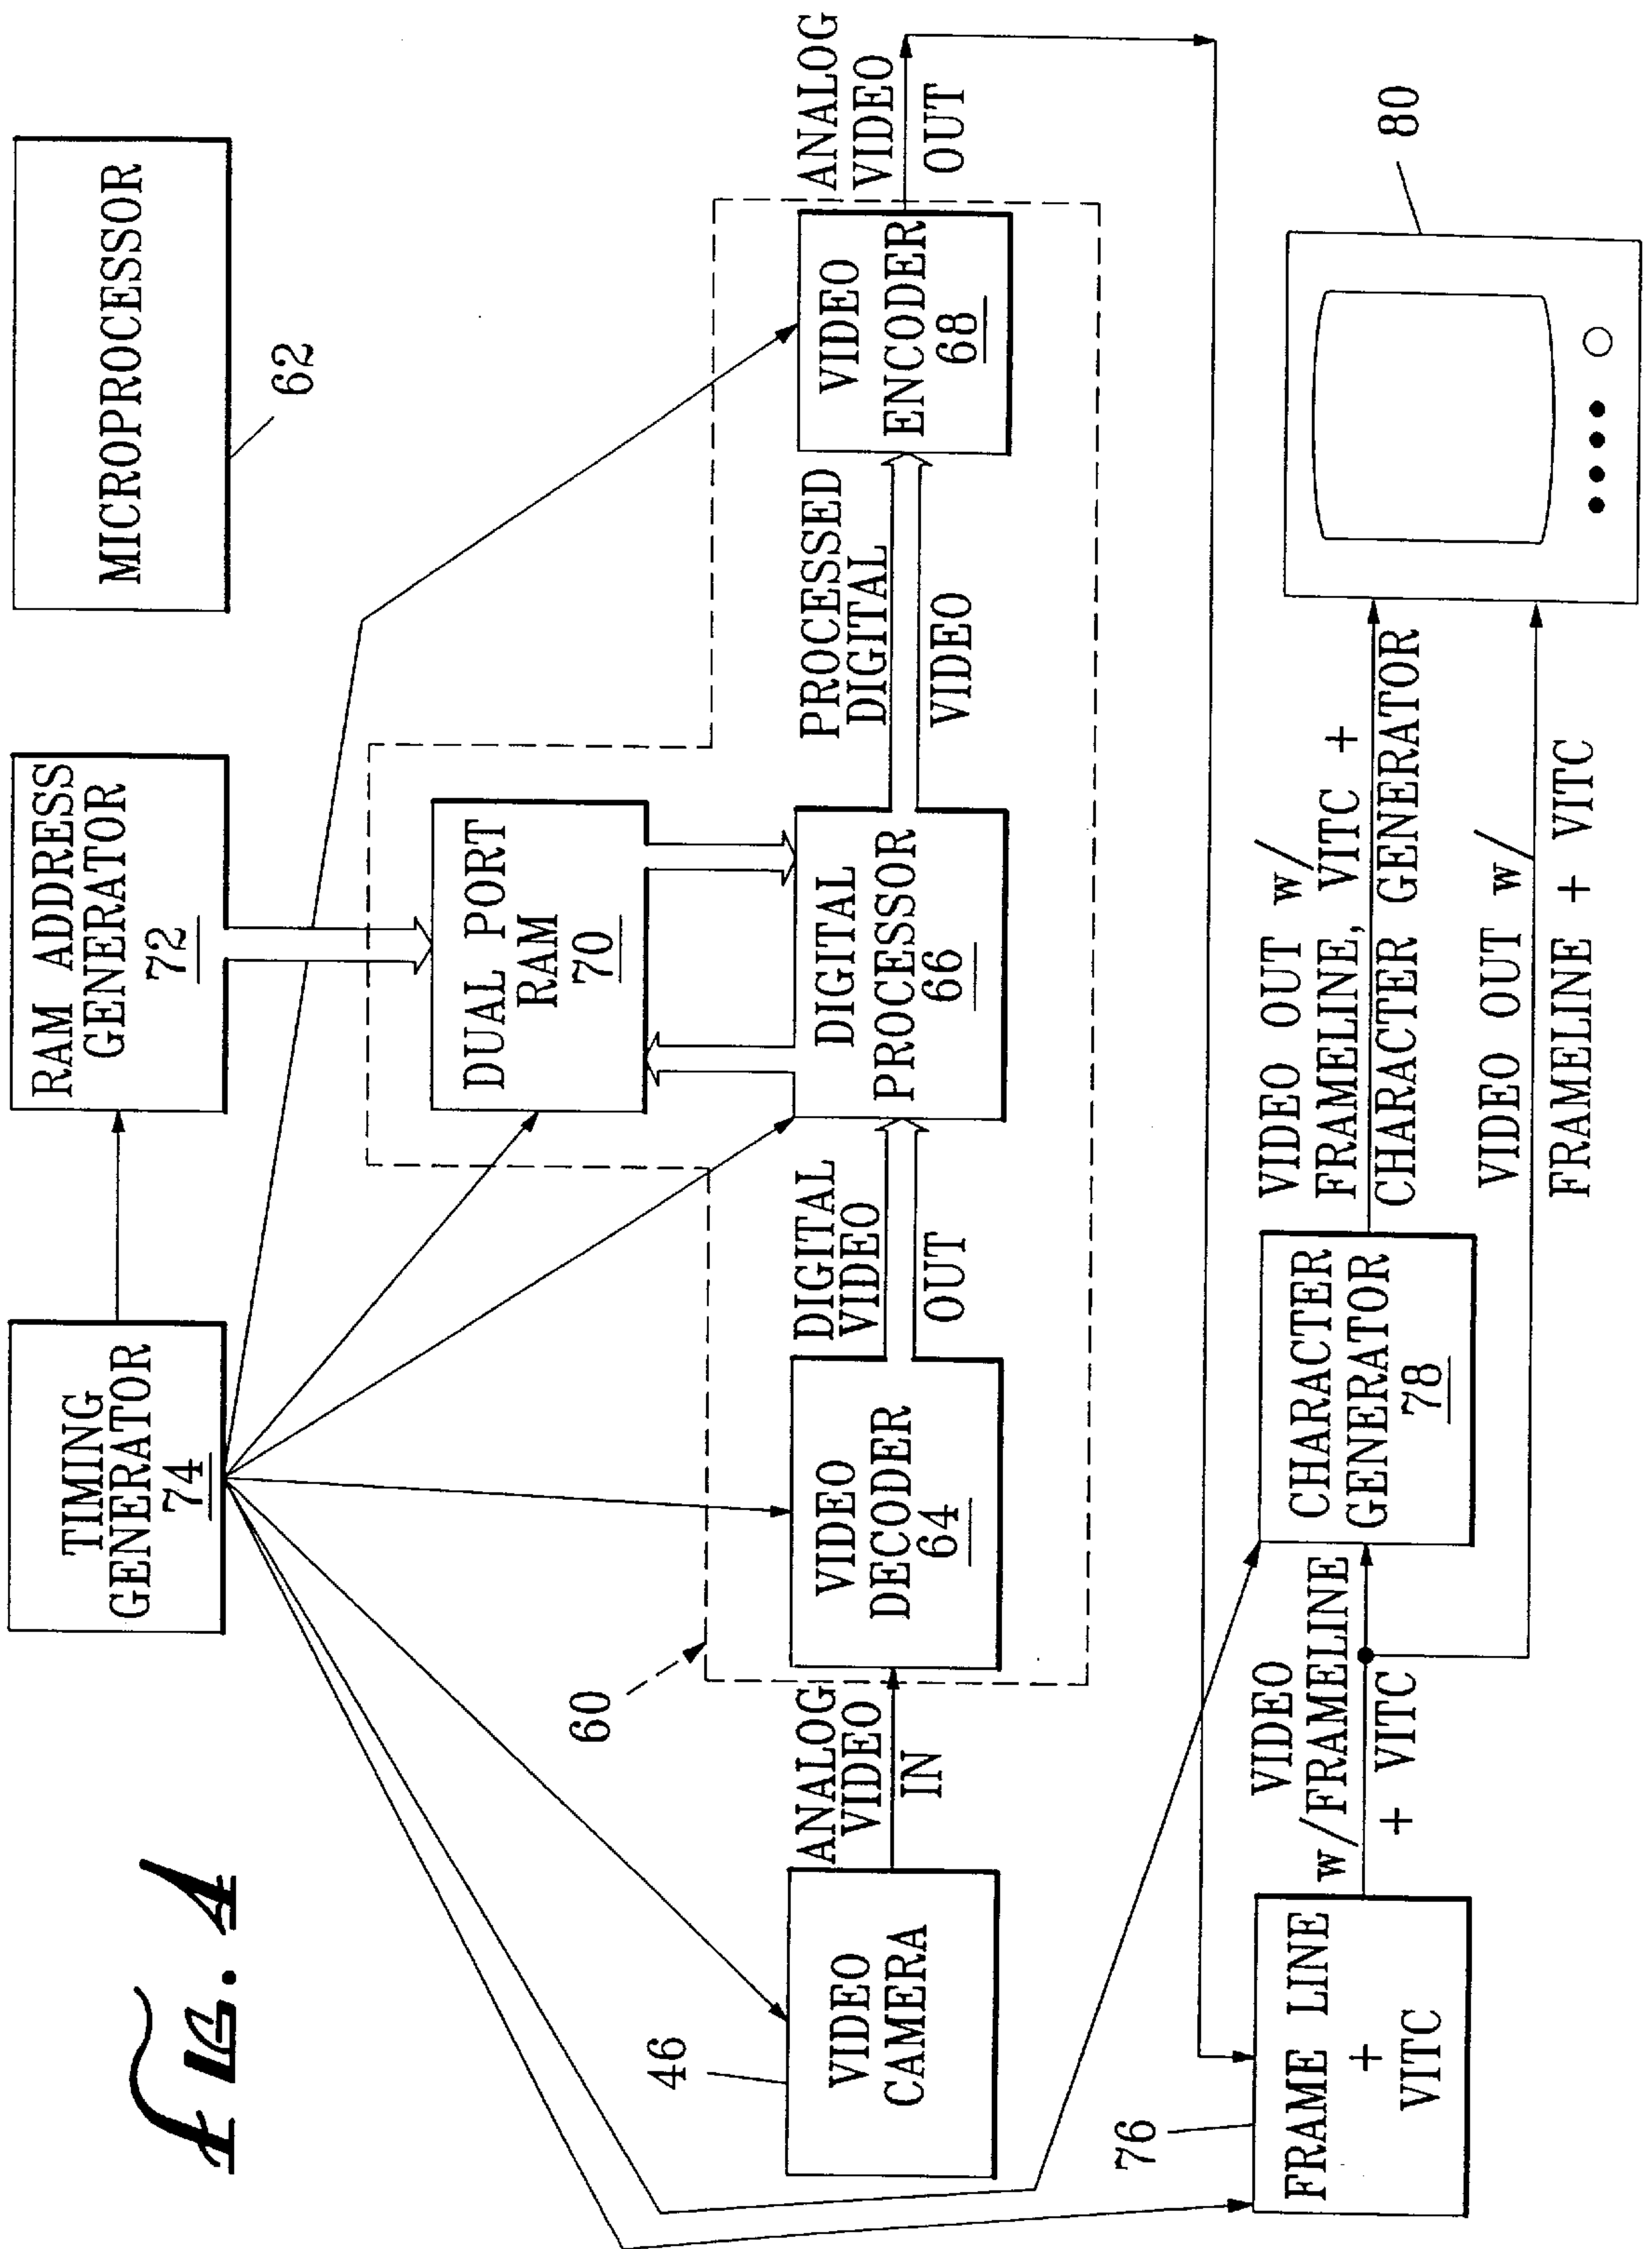 FIG. 4
TIMING
GENERATOR
74
RAM ADDRESS
GENERATOR
72
MICROPROCESSOR
62
DUAL PORT
RAM
70
60
46
VIDEO
CAMERA
ANALOG
VIDEO
IN
VIDEO
DECODER
64
DIGITAL
VIDEO
OUT
DIGITAL
PROCESSOR
66
PROCESSED
DIGITAL
VIDEO
VIDEO
ENCODER
68
ANALOG
VIDEO
OUT
76
FRAME LINE
+
VITC
VIDEO
w/FRAMELINE
+ VITC
CHARACTER
GENERATOR
78
VIDEO OUT w/
FRAMELINE, VITC +
CHARACTER GENERATOR
VIDEO OUT w/
FRAMELINE + VITC
80